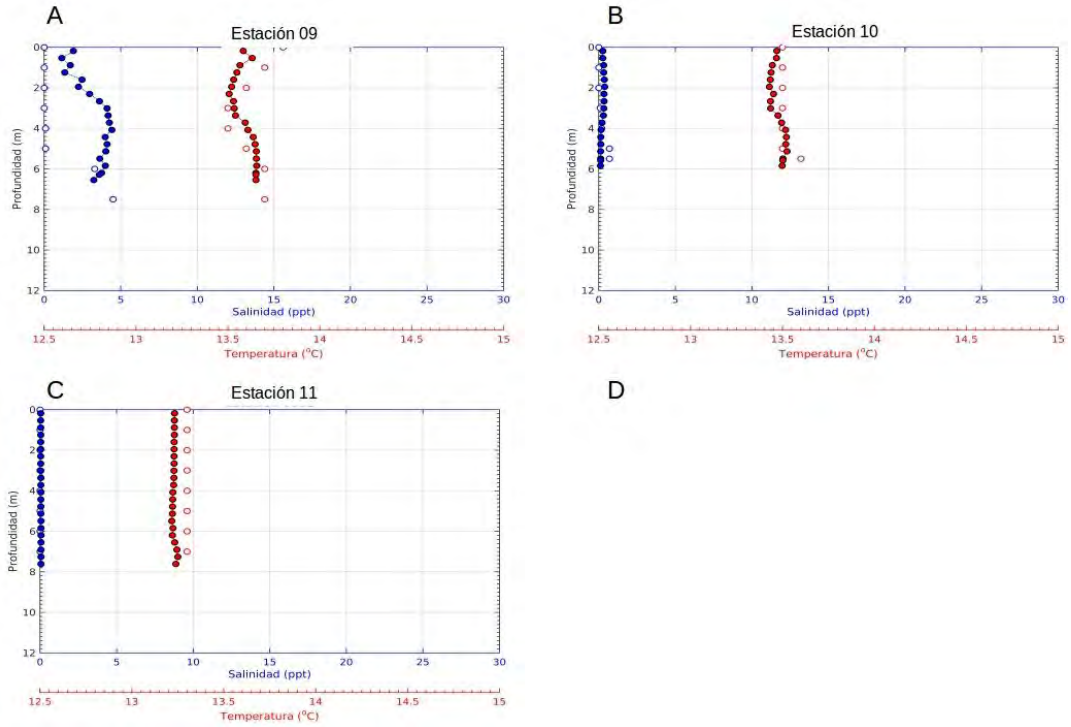 A
Estación 09
0
2
4
6
8
10
12
Profundidad (m)
0 5 10 15 20 25 30
Salinidad (ppt)
12.5 13 13.5 14 14.5 15
Temperatura (°C)
B
Estación 10
0
2
4
6
8
10
12
Profundidad (m)
0 5 10 15 20 25 30
Salinidad (ppt)
12.5 13 13.5 14 14.5 15
Temperatura (°C)
C
Estación 11
0
2
4
6
8
10
12
Profundidad (m)
0 5 10 15 20 25 30
Salinidad (ppt)
12.5 13 13.5 14 14.5 15
Temperatura (°C)
D